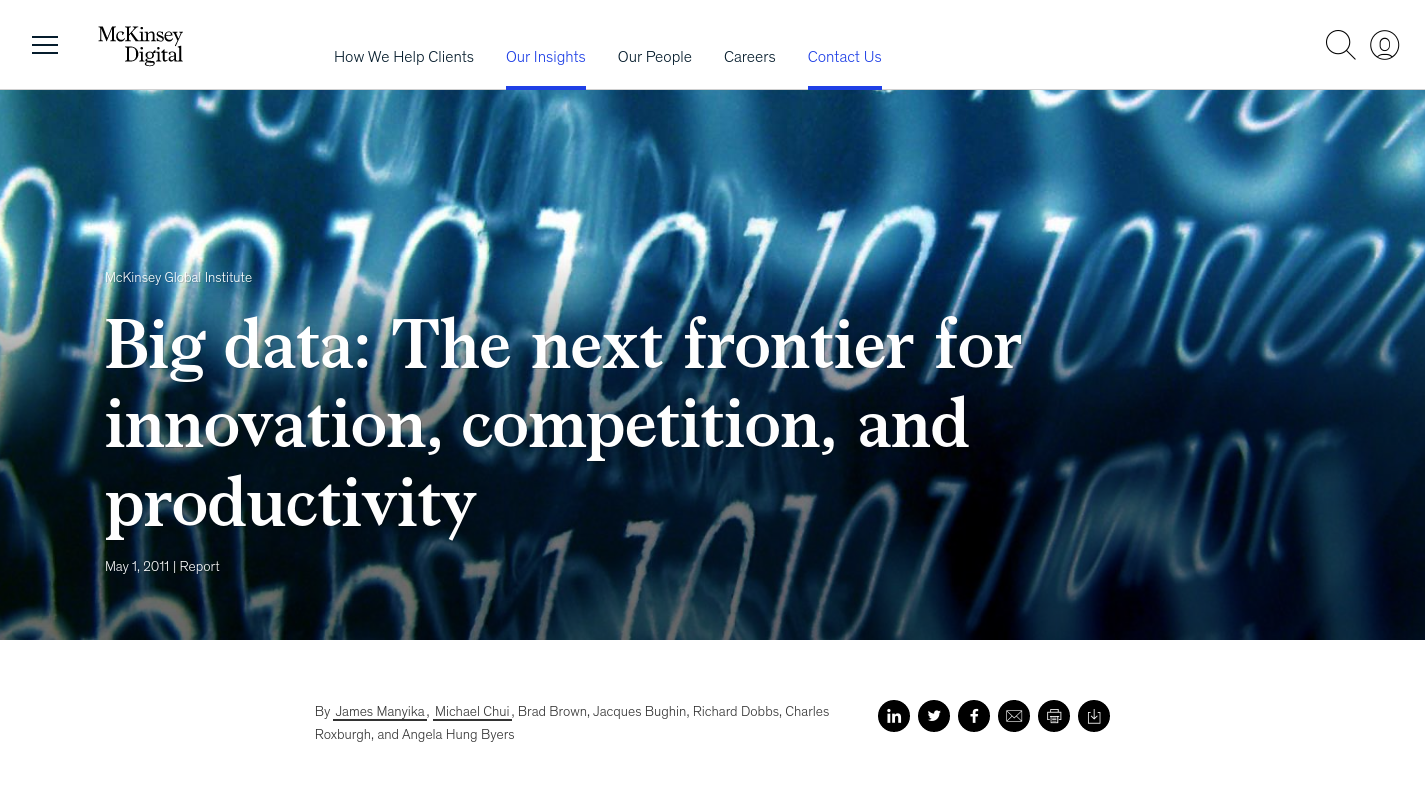 McKinsey
Digital
How We Help Clients
Our Insights
Our People
Careers
Contact Us
McKinsey Global Institute
Big data: The next frontier for
innovation, competition, and
productivity
May 1, 2011 | Report
By James Manyika, Michael Chui, Brad Brown, Jacques Bughin, Richard Dobbs, Charles
Roxburgh, and Angela Hung Byers